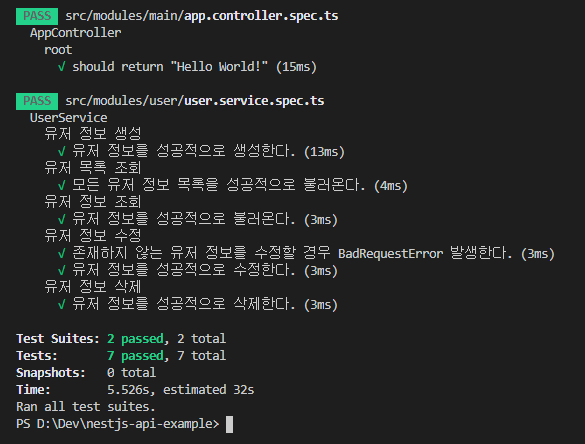 PASS src/modules/main/app.controller.spec.ts
AppController
root
√ should return "Hello World!" (15ms)
PASS src/modules/user/user.service.spec.ts
UserService
유저 정보 생성
√ 유저 정보를 성공적으로 생성한다. (13ms)
유저 목록 조회
√ 모든 유저 정보 목록을 성공적으로 불러온다. (4ms)
유저 정보 조회
√ 유저 정보를 성공적으로 불러온다. (3ms)
유저 정보 수정
√ 존재하지 않는 유저 정보를 수정할 경우 BadRequestError 발생한다. (3ms)
√ 유저 정보를 성공적으로 수정한다. (3ms)
유저 정보 삭제
√ 유저 정보를 성공적으로 삭제한다. (3ms)
Test Suites: 2 passed, 2 total
Tests: 7 passed, 7 total
Snapshots: 0 total
Time: 5.526s, estimated 32s
Ran all test suites.
PS D:\Dev\nestjs-api-example>